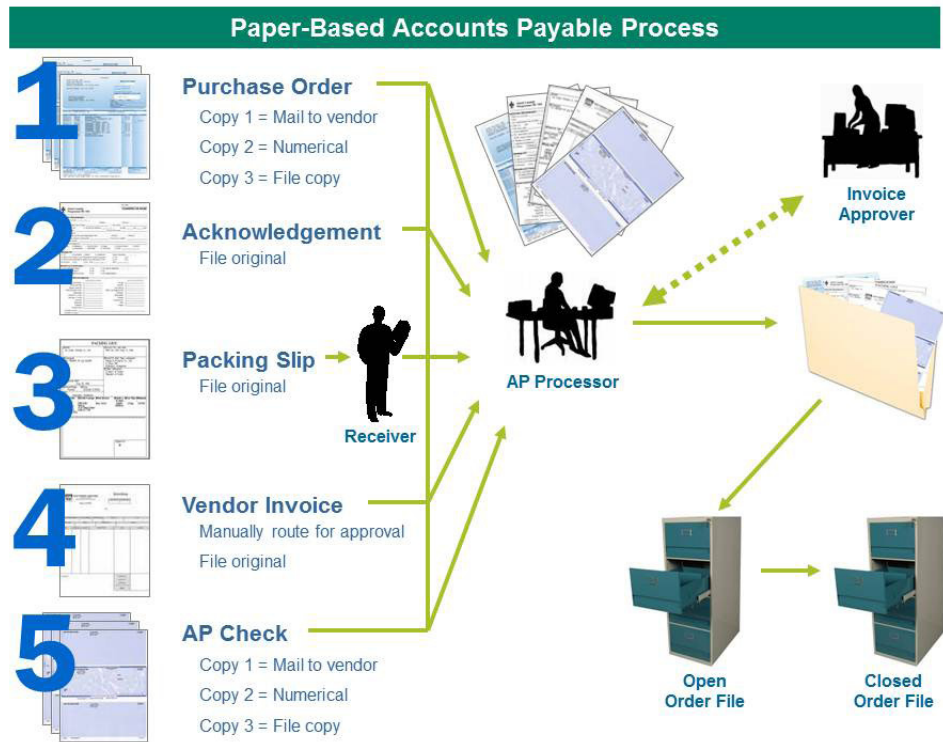 Paper-Based Accounts Payable Process
1
Purchase Order
Copy 1 = Mail to vendor
Copy 2 = Numerical
Copy 3 = File copy
Invoice
Approver
2
Acknowledgement
File original
3
PACKING SLIP
Packing Slip
File original
Receiver
AP Processor
4
Vendor Invoice
Manually route for approval
File original
5
AP Check
Copy 1 = Mail to vendor
Copy 2 = Numerical
Copy 3 = File copy
Open
Order File
Closed
Order File